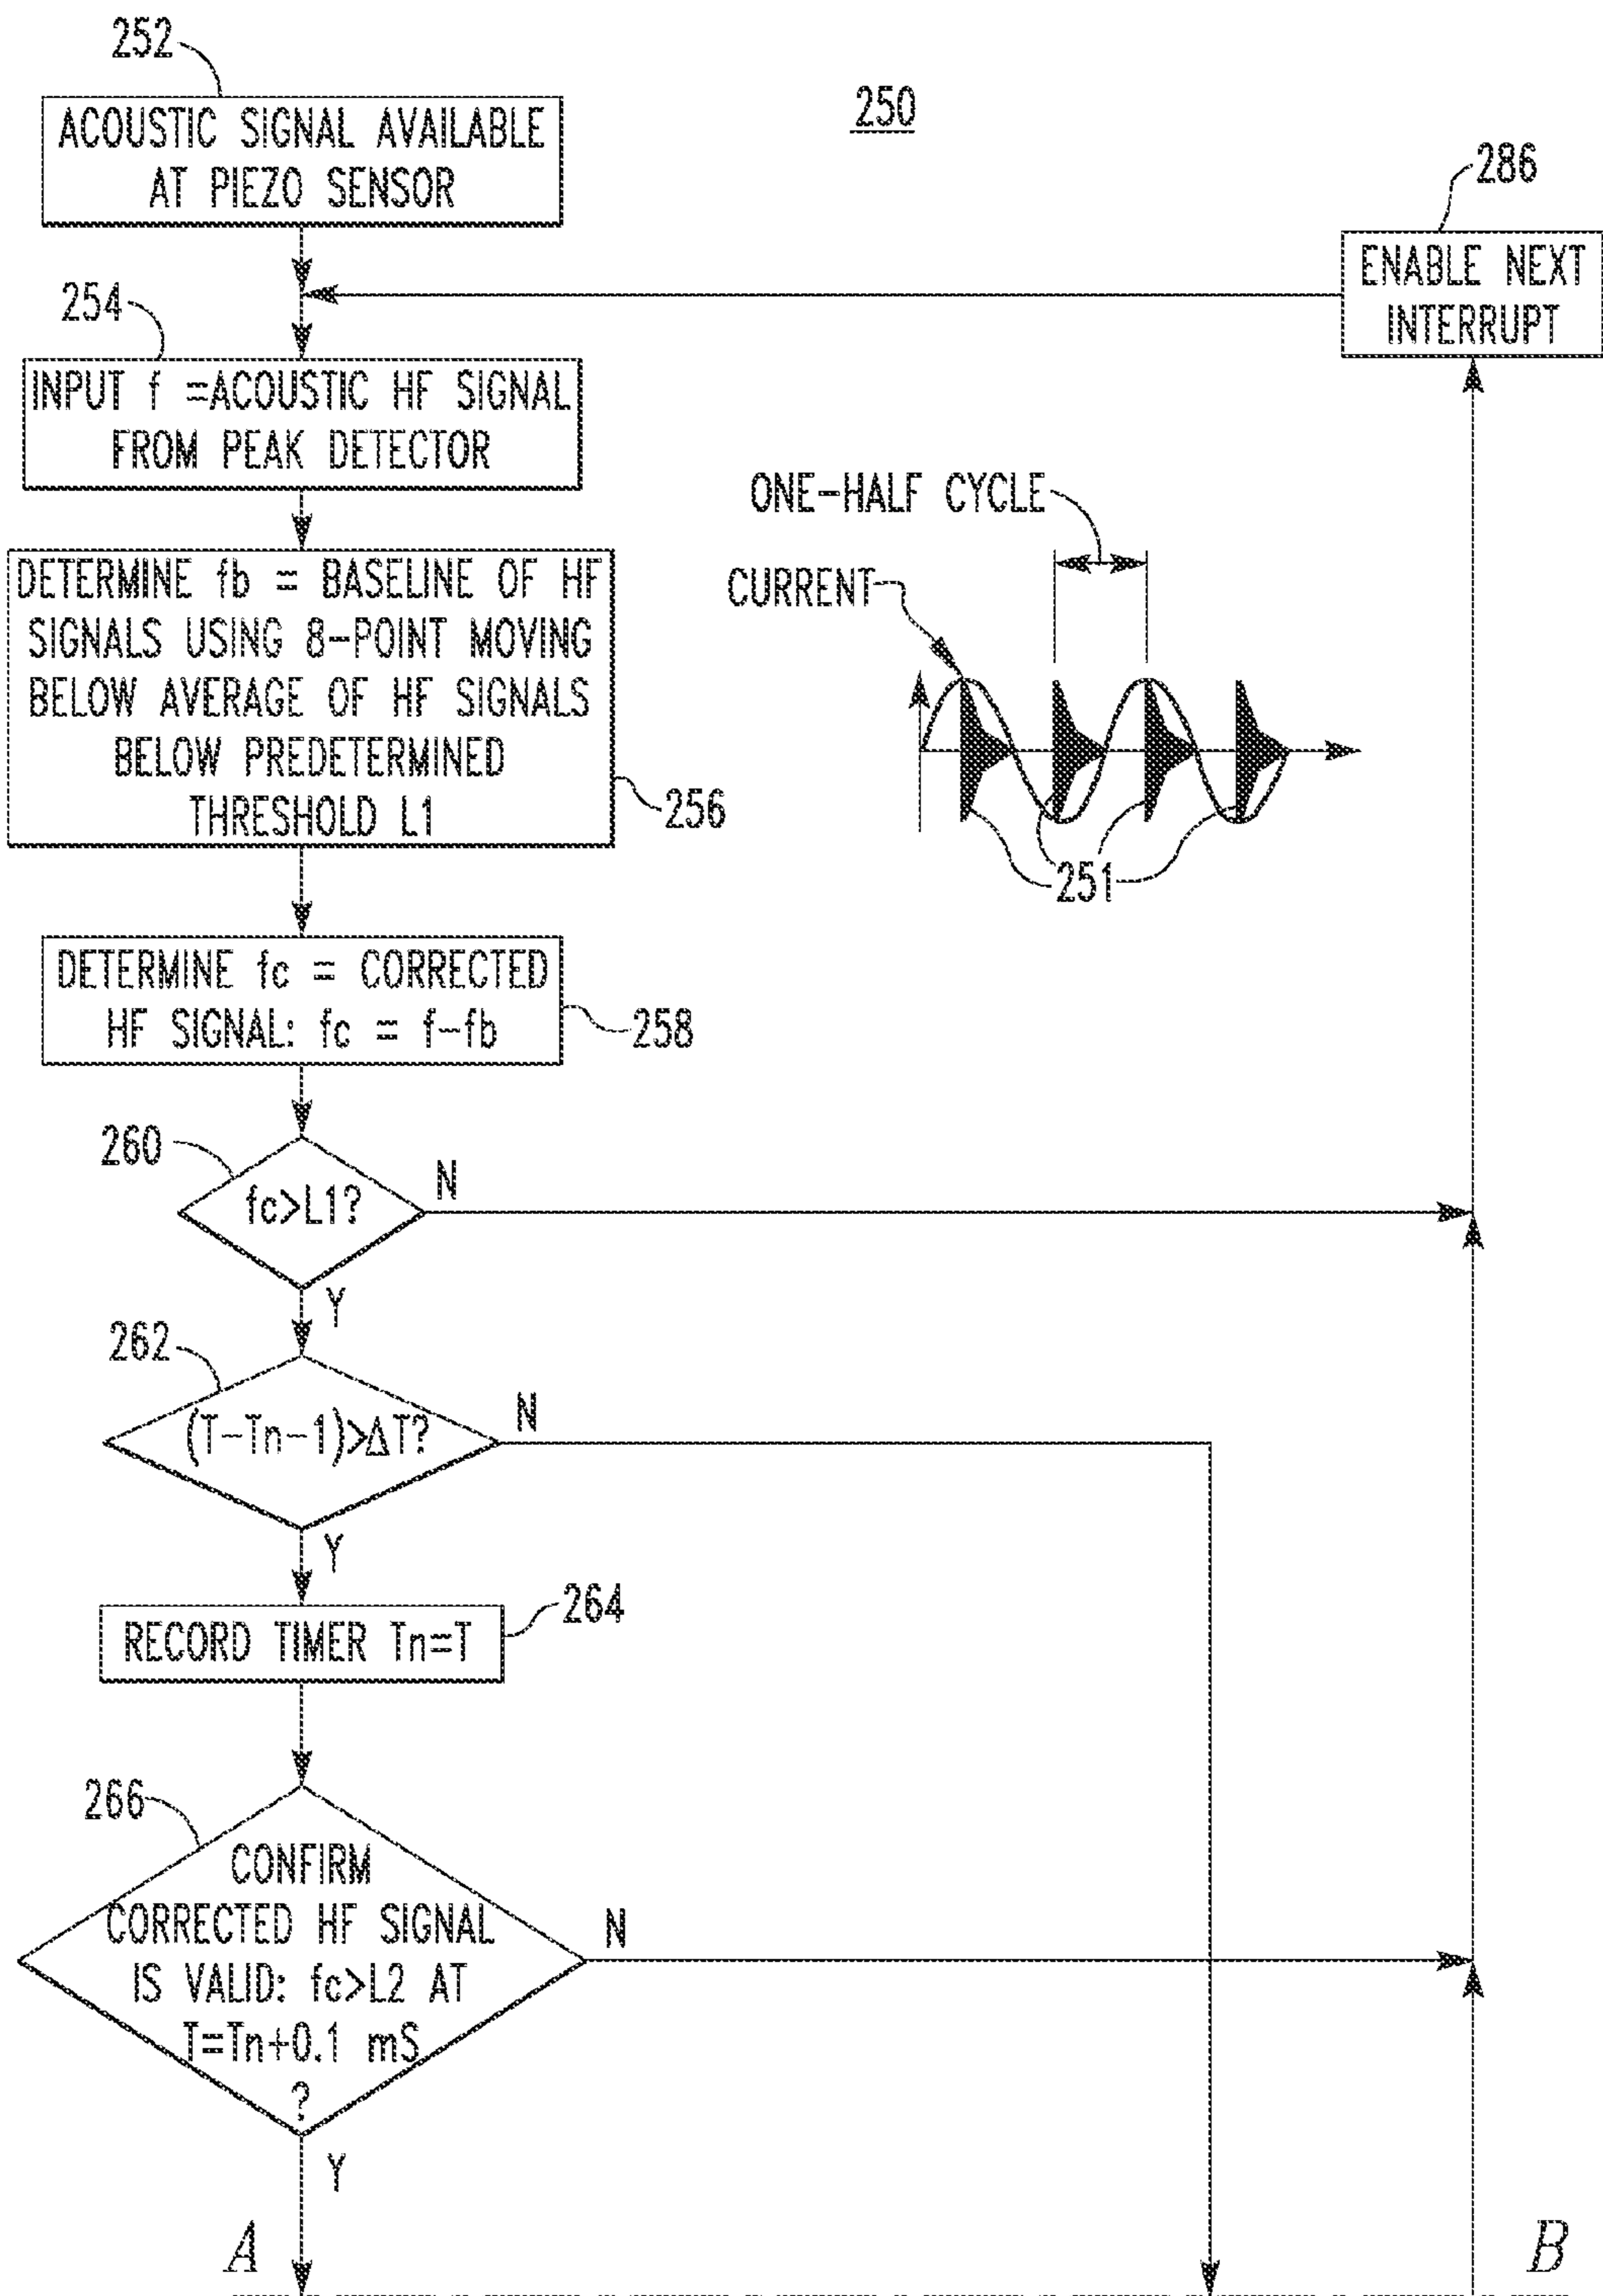 252
ACOUSTIC SIGNAL AVAILABLE
AT PIEZO SENSOR
250
286
ENABLE NEXT
INTERRUPT
254
INPUT f =ACOUSTIC HF SIGNAL
FROM PEAK DETECTOR
ONE-HALF CYCLE
CURRENT
251
DETERMINE fb = BASELINE OF HF
SIGNALS USING 8-POINT MOVING
BELOW AVERAGE OF HF SIGNALS
BELOW PREDETERMINED
THRESHOLD L1
256
DETERMINE fc = CORRECTED
HF SIGNAL: fc = f-fb
258
260
fc>L1?
N
Y
262
(T-Tn-1)>ΔT?
N
Y
264
RECORD TIMER Tn=T
266
CONFIRM
CORRECTED HF SIGNAL
IS VALID: fc>L2 AT
T=Tn+0.1 mS
?
N
Y
A
B